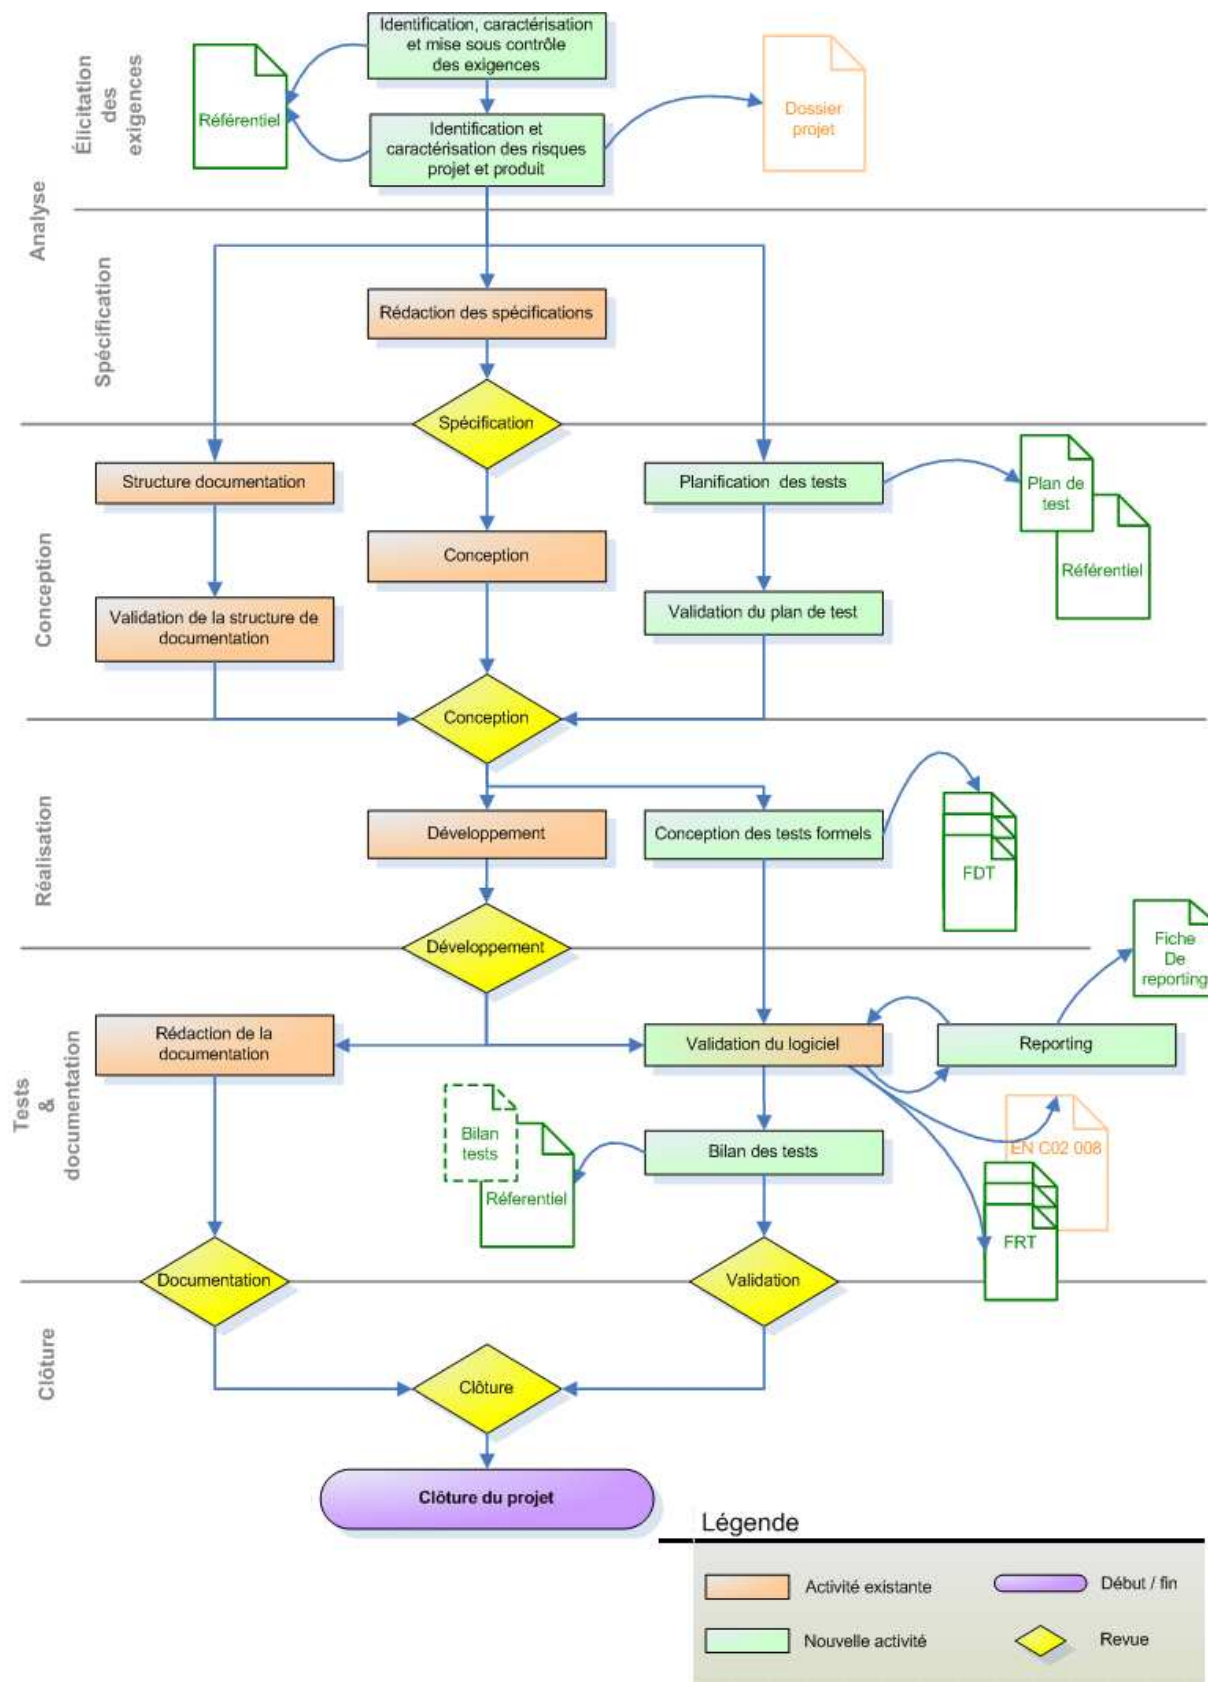 Identification, caractérisation
et mise sous contrôle
des exigences
Élicitation
des
exigences
Référentiel
Dossier
projet
Identification et
caractérisation des risques
projet et produit
Analyse
Spécification
Rédaction des spécifications
Spécification
Structure documentation
Planification des tests
Plan de
test
Référentiel
Conception
Conception
Validation de la structure de
documentation
Validation du plan de test
Conception
Réalisation
Développement
Conception des tests formels
FDT
Développement
Fiche
De
reporting
Tests
&
documentation
Rédaction de la
documentation
Validation du logiciel
Reporting
Bilan
tests
Réferentiel
Bilan des tests
EN C02 008
FRT
Documentation
Validation
Clôture
Clôture
Clôture du projet
Légende
Activité existante
Début / fin
Nouvelle activité
Revue